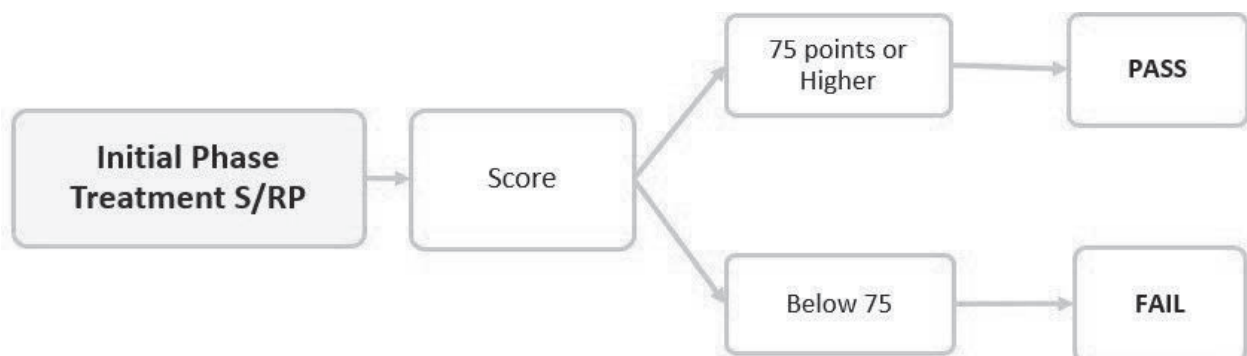 Initial Phase
Treatment S/RP
Score
75 points or
Higher
PASS
Below 75
FAIL